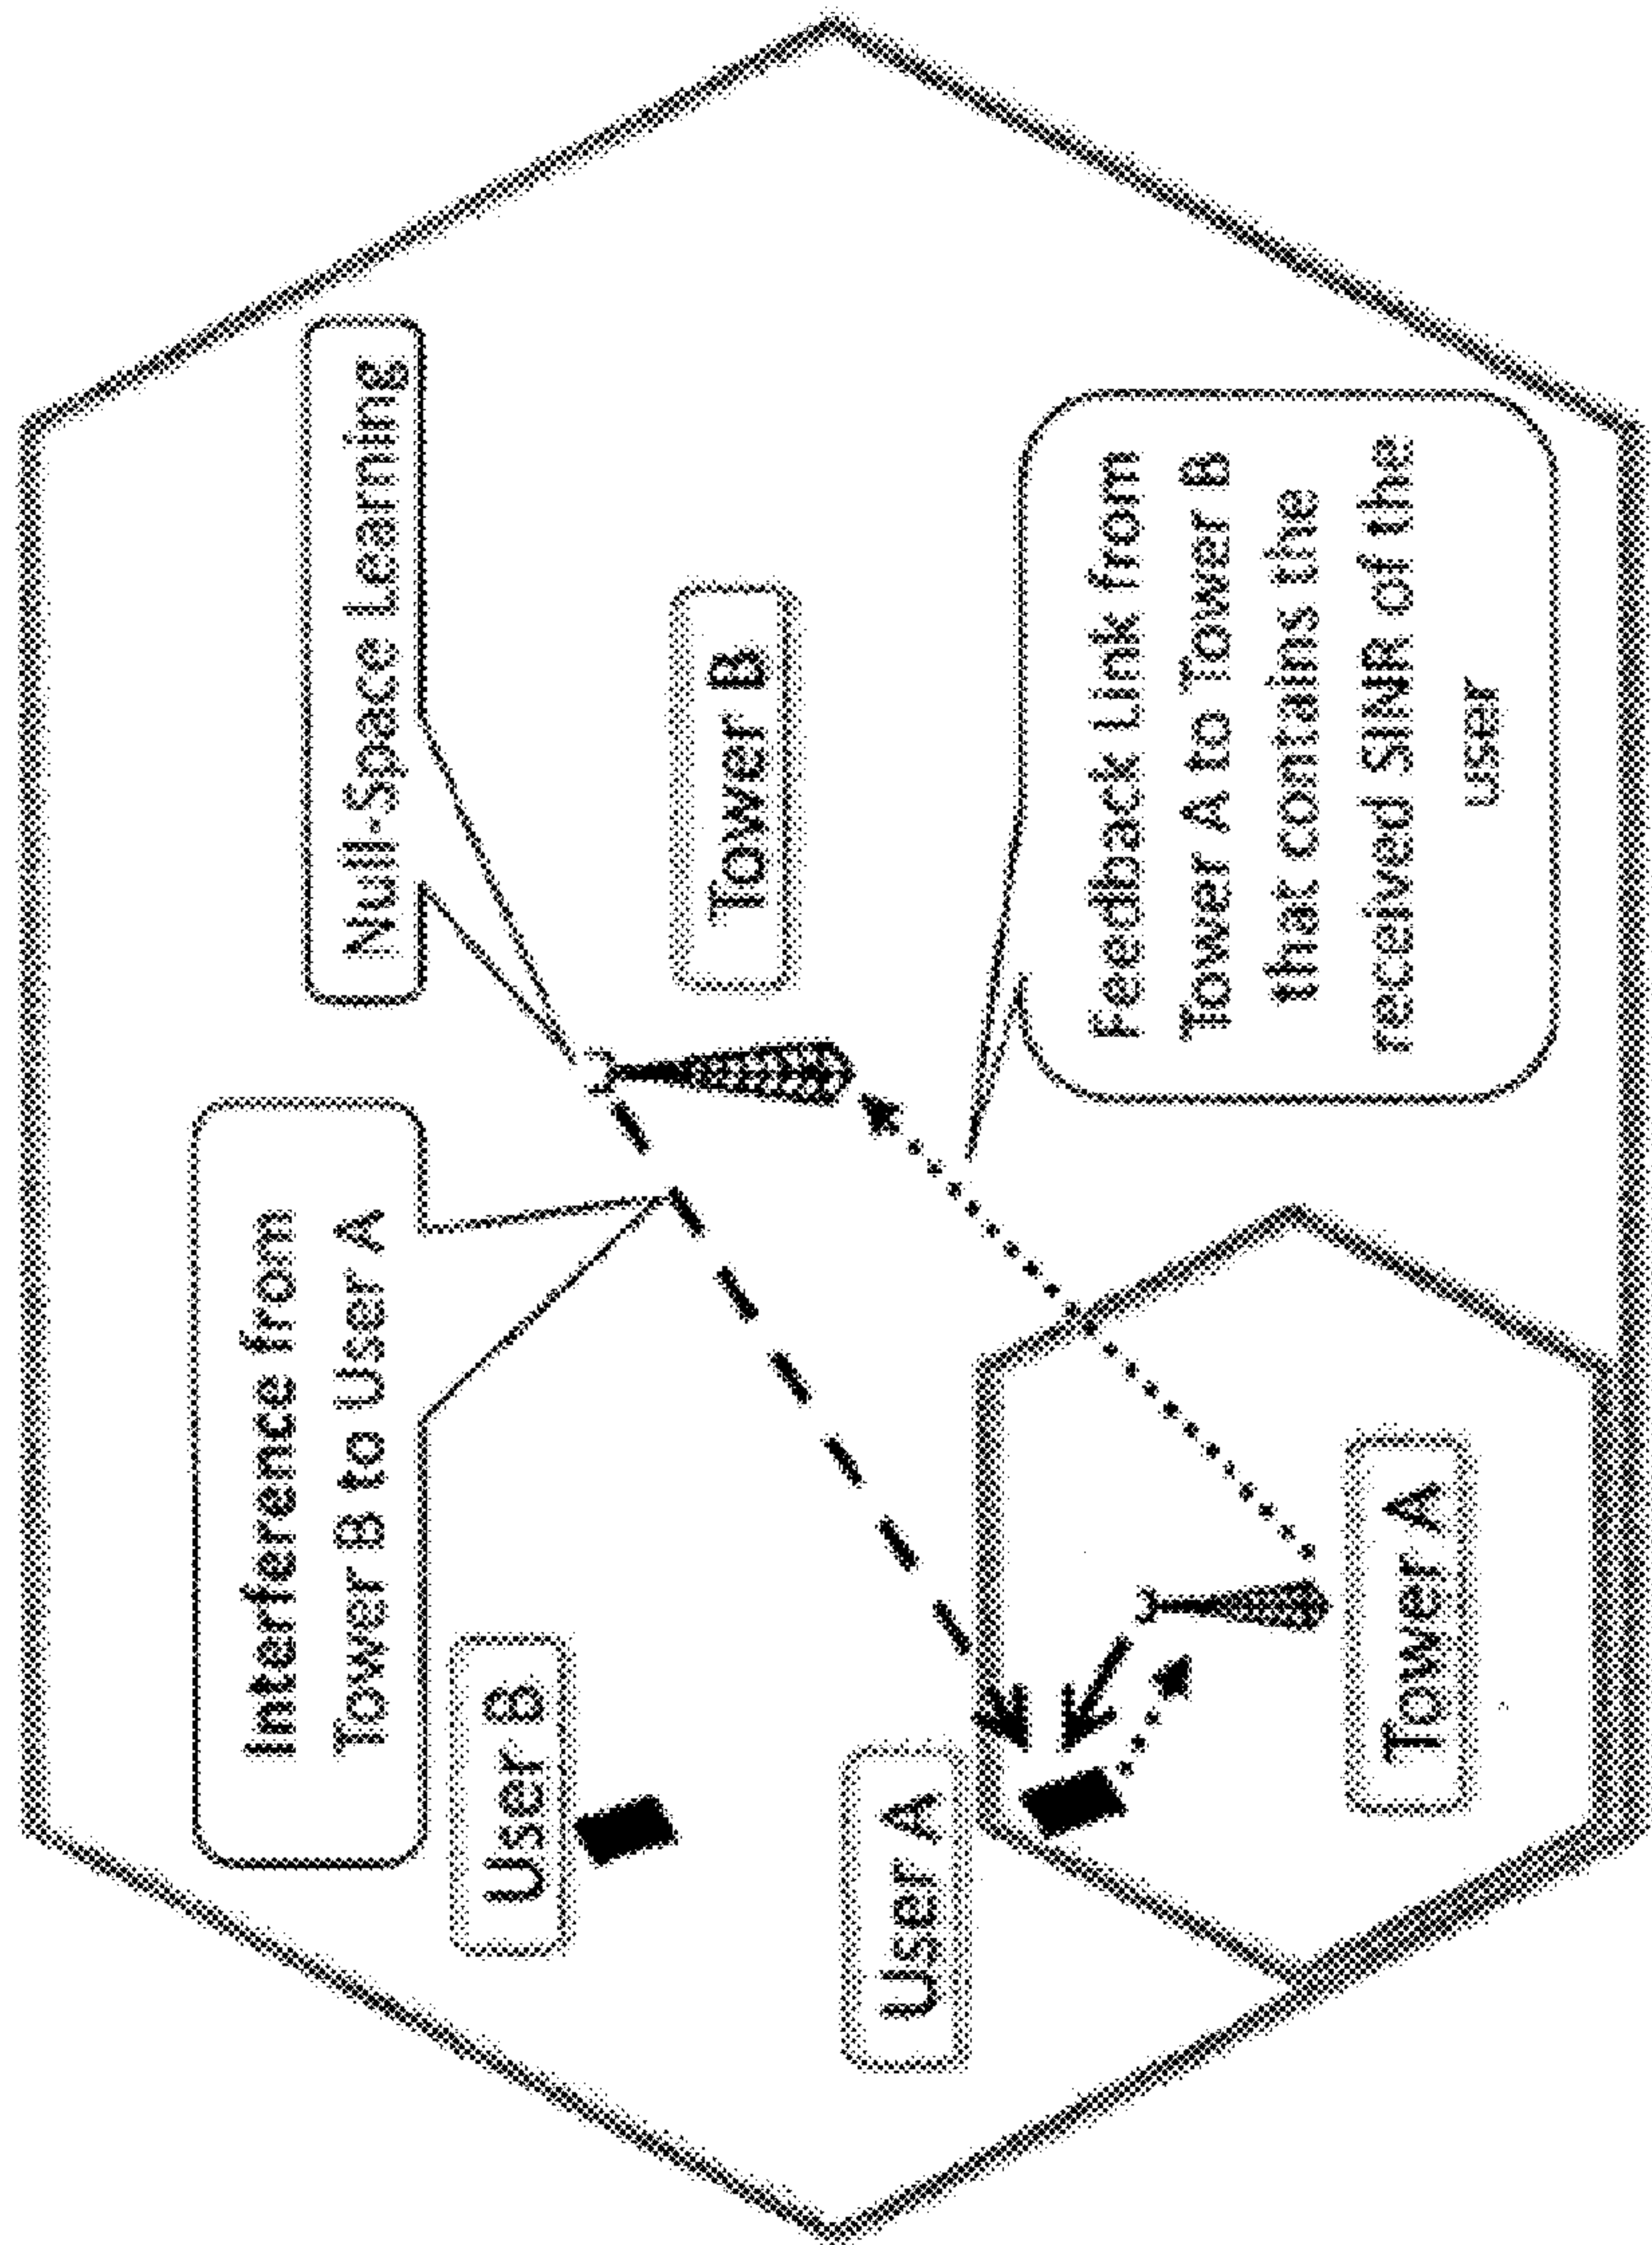 Interference from
Tower B to User A
Null-Space Learning
User B
Tower B
User A
Feedback Link from
Tower A to Tower B
that contains the
received SINR of the
user
Tower A